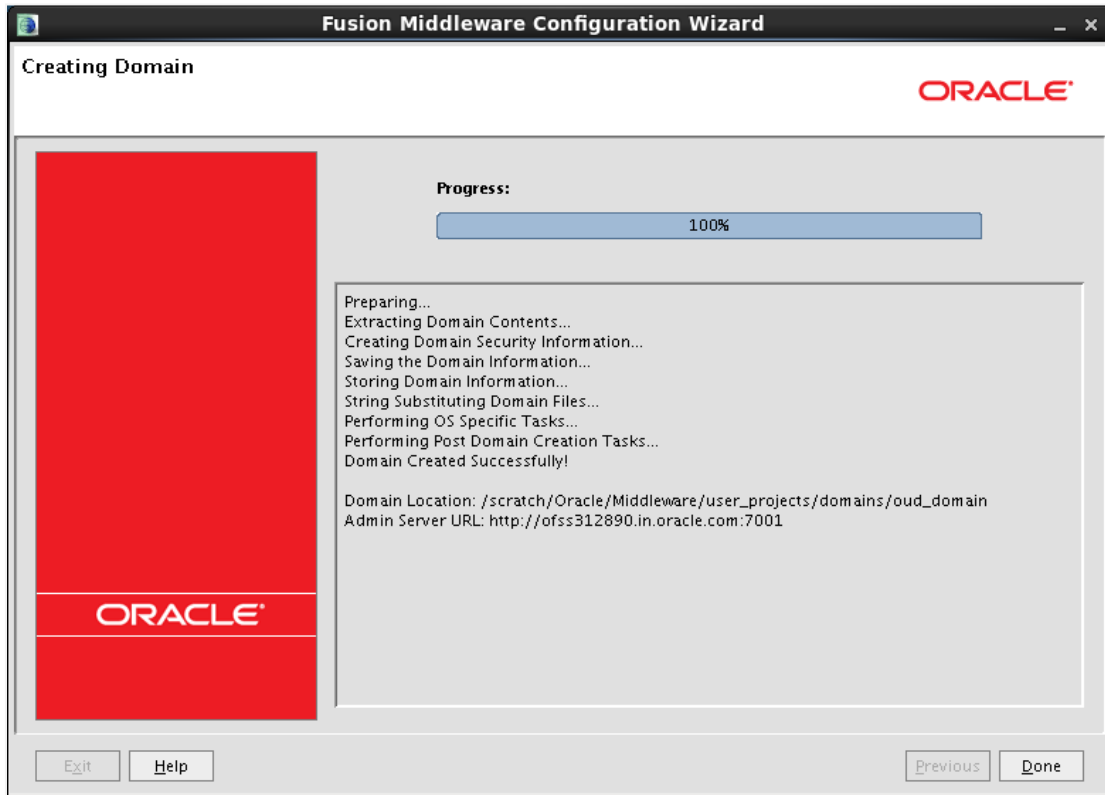 Fusion Middleware Configuration Wizard
Creating Domain
ORACLE
Progress:
100%
Preparing...
Extracting Domain Contents...
Creating Domain Security Information...
Saving the Domain Information...
Storing Domain Information...
String Substituting Domain Files...
Performing OS Specific Tasks...
Performing Post Domain Creation Tasks...
Domain Created Successfully!
Domain Location: /scratch/Oracle/Middleware/user_projects/domains/oud_domain
Admin Server URL: http://ofss312890.in.oracle.com:7001
ORACLE
Exit
Help
Previous
Done